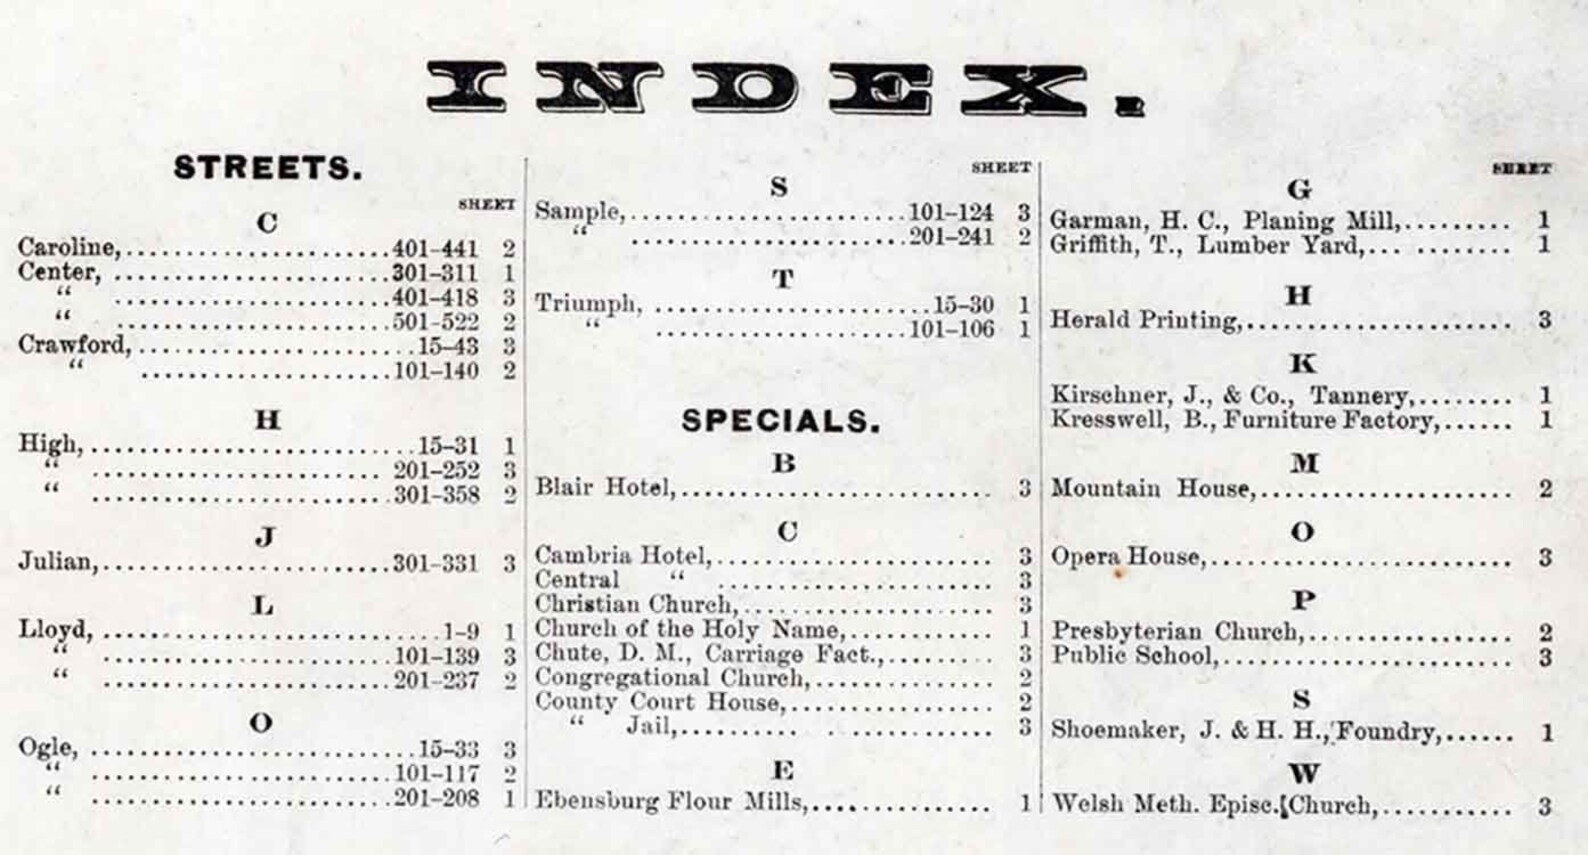 INDEX.
STREETS.
SHEET
C
Caroline,........................401-441 2
Center, ........................301-311 1
“ ........................401-418 3
“ ........................501-522 2
Crawford,........................15-43 3
“ ........................101-140 2
H
High,............................15-31 1
“ ........................201-252 3
“ ........................301-358 2
J
Julian,..........................301-331 3
L
Lloyd, .............................1-9 1
“ ........................101-139 3
“ ........................201-237 2
O
Ogle, ............................15-33 3
“ ........................101-117 2
“ ........................201-208 1
SHEET
S
Sample,........................101-124 3
“ ........................201-241 2
T
Triumph, ........................15-30 1
“ .....................101-106 1
SPECIALS.
B
Blair Hotel,........................... 3
C
Cambria Hotel,........................ 3
Central “ ........................ 3
Christian Church,...................... 3
Church of the Holy Name,............. 1
Chute, D. M., Carriage Fact.,......... 3
Congregational Church,................ 2
County Court House,.................. 2
“ Jail,.......... . ............. 3
E
Ebensburg Flour Mills,................ 1
SHEET
G
Garman, H. C., Planing Mill,......... 1
Griffith, T., Lumber Yard,... ........ 1
H
Herald Printing,....................... 3
K
Kirschner, J., & Co., Tannery,........ 1
Kresswell, B., Furniture Factory,...... 1
M
Mountain House,...................... 2
O
Opera House,.......................... 3
P
Presbyterian Church,.................. 2
Public School,......................... 3
S
Shoemaker, J. & H. H., Foundry,...... 1
W
Welsh Meth. Episc. Church,........... 3